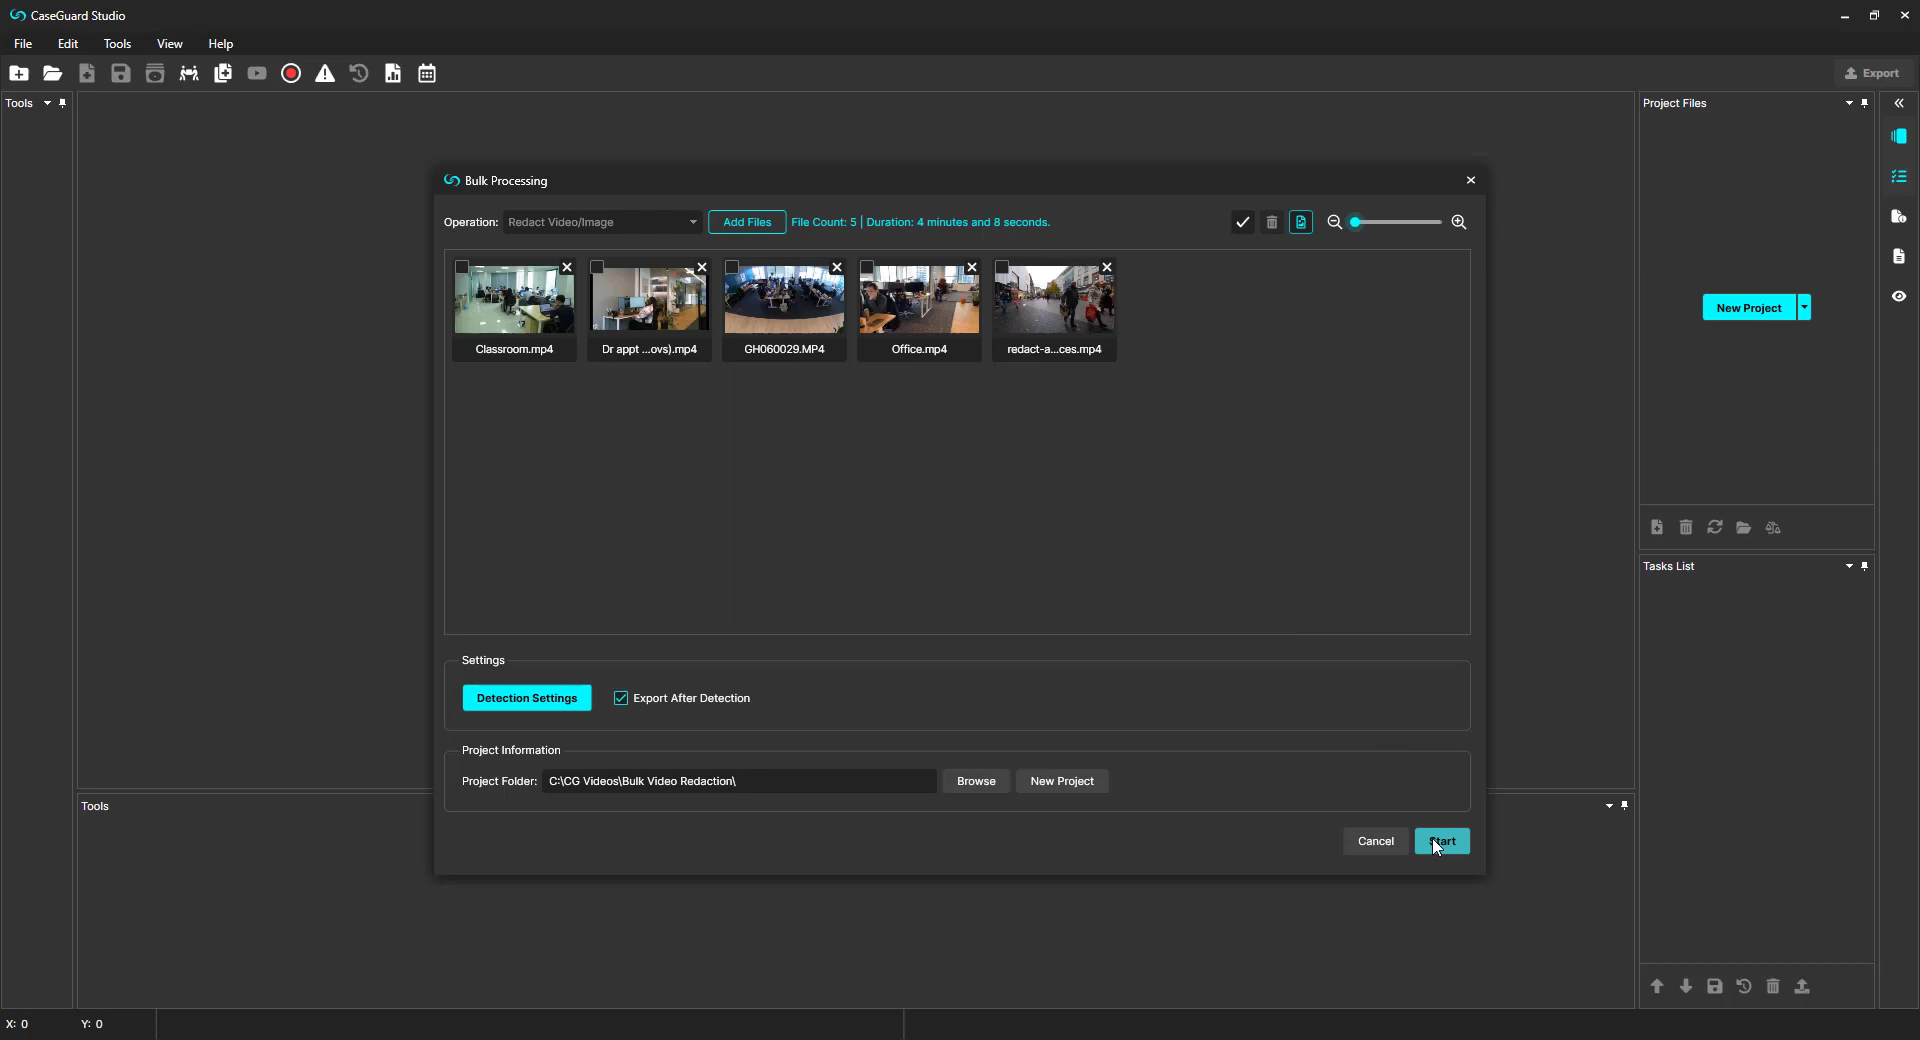 CaseGuard Studio
File Edit Tools View Help
Export
Tools
Project Files
Bulk Processing
Operation: Redact Video/Image Add Files File Count: 5 | Duration: 4 minutes and 8 seconds.
Classroom.mp4 Dr appt ...ovs).mp4 GH060029.MP4 Office.mp4 redact-a...ces.mp4
New Project
Tasks List
Settings
Detection Settings Export After Detection
Project Information
Project Folder: C:\CG Videos\Bulk Video Redaction\ Browse New Project
Tools
Cancel Start
X: 0 Y: 0